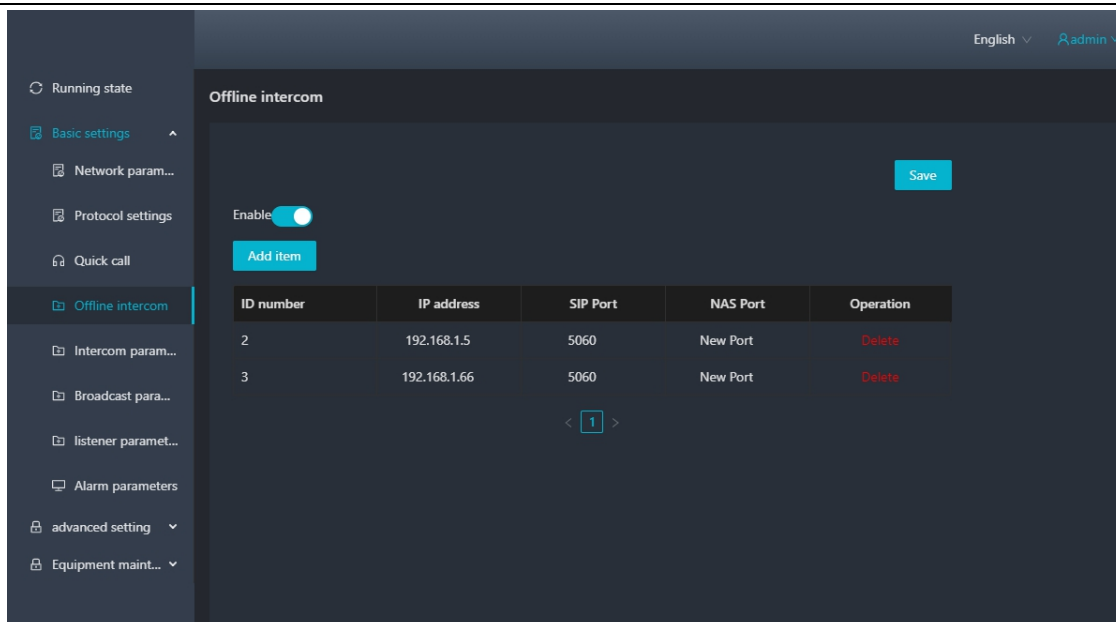 English admin
Running state
Offline intercom
Basic settings
Network param...
Save
Protocol settings
Enable
Quick call
Add item
Offline intercom
ID number IP address SIP Port NAS Port Operation
2 192.168.1.5 5060 New Port Delete
Intercom param...
3 192.168.1.66 5060 New Port Delete
Broadcast para...
< 1 >
listener paramet...
Alarm parameters
advanced setting
Equipment maint...